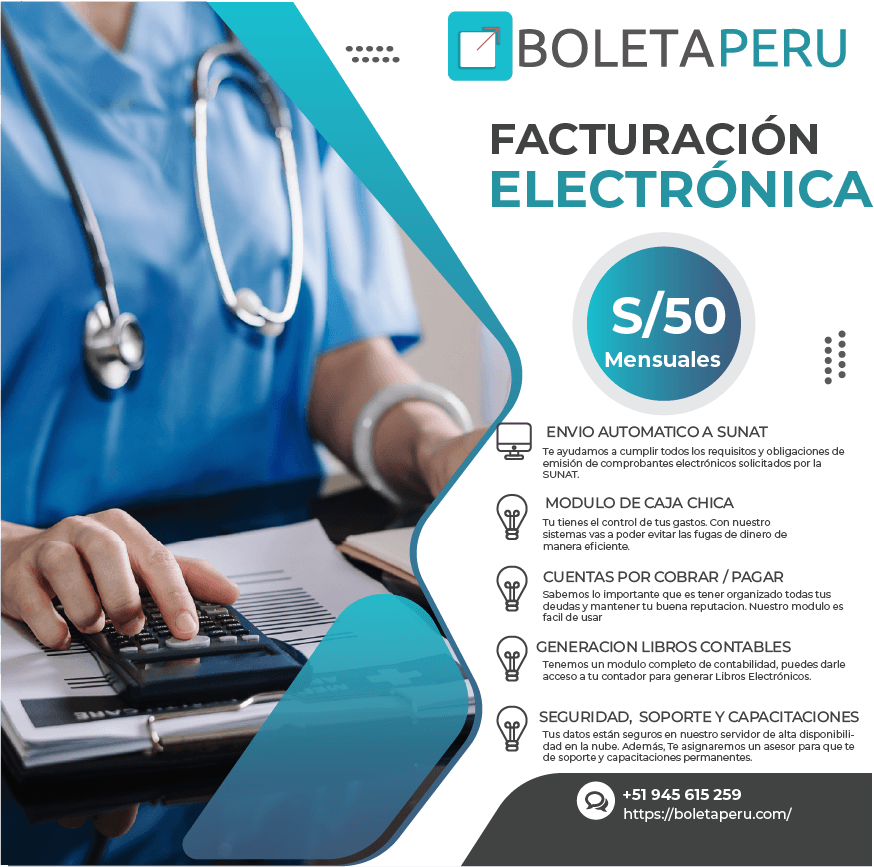 BOLETAPERU
FACTURACIÓN
ELECTRÓNICA
S/50
Mensuales
ENVIO AUTOMATICO A SUNAT
Te ayudamos a cumplir todos los requisitos y obligaciones de
emisión de comprobantes electrónicos solicitados por la
SUNAT.
MODULO DE CAJA CHICA
Tu tienes el control de tus gastos. Con nuestro
sistemas vas a poder evitar las fugas de dinero de
manera eficiente.
CUENTAS POR COBRAR / PAGAR
Sabemos lo importante que es tener organizado todas tus
deudas y mantener tu buena reputacion. Nuestro modulo es
facil de usar
GENERACION LIBROS CONTABLES
Tenemos un modulo completo de contabilidad, puedes darle
acceso a tu contador para generar Libros Electrónicos.
SEGURIDAD, SOPORTE Y CAPACITACIONES
Tus datos están seguros en nuestro servidor de alta disponibili-
dad en la nube. Además, Te asignaremos un asesor para que te
de soporte y capacitaciones permanentes.
+51 945 615 259
https://boletaperu.com/